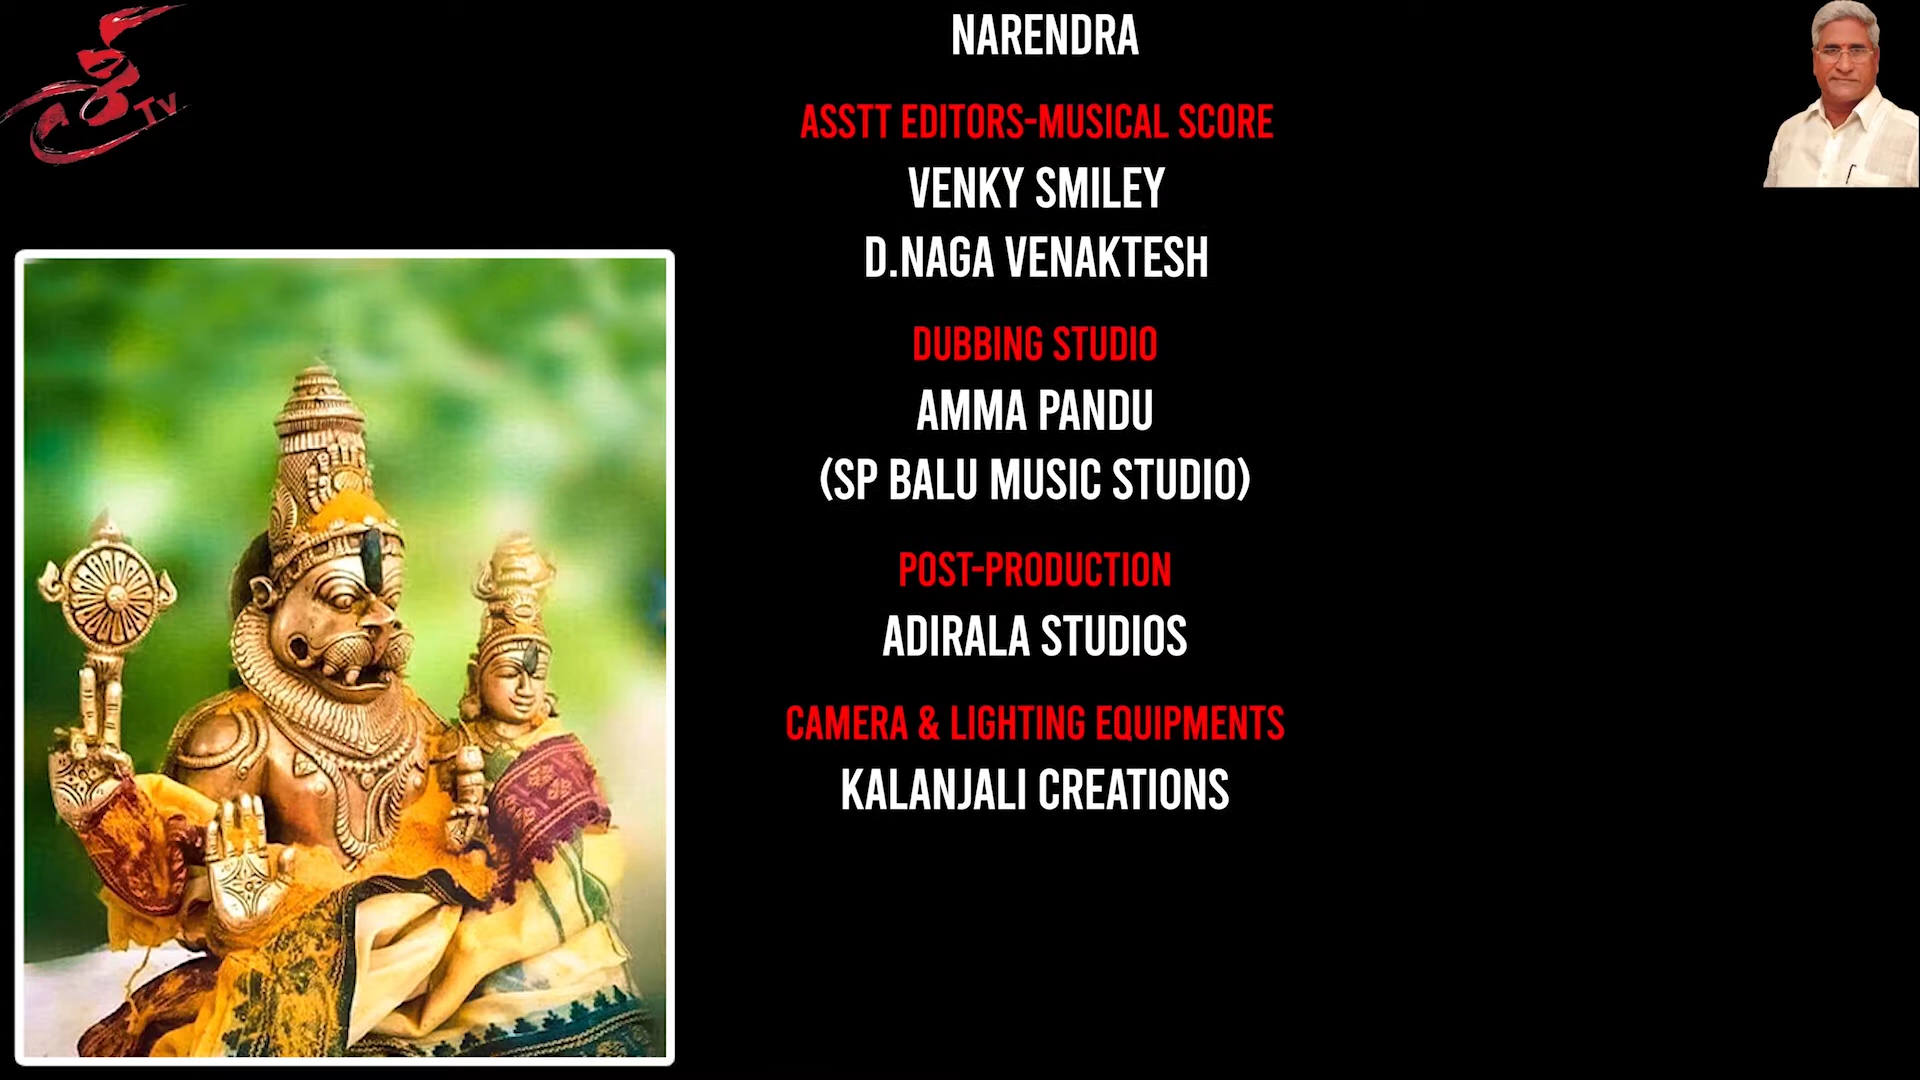 శ్రీ
Tv
NARENDRA
ASSTT EDITORS-MUSICAL SCORE
VENKY SMILEY
D.NAGA VENAKTESH
DUBBING STUDIO
AMMA PANDU
(SP BALU MUSIC STUDIO)
POST-PRODUCTION
ADIRALA STUDIOS
CAMERA & LIGHTING EQUIPMENTS
KALANJALI CREATIONS